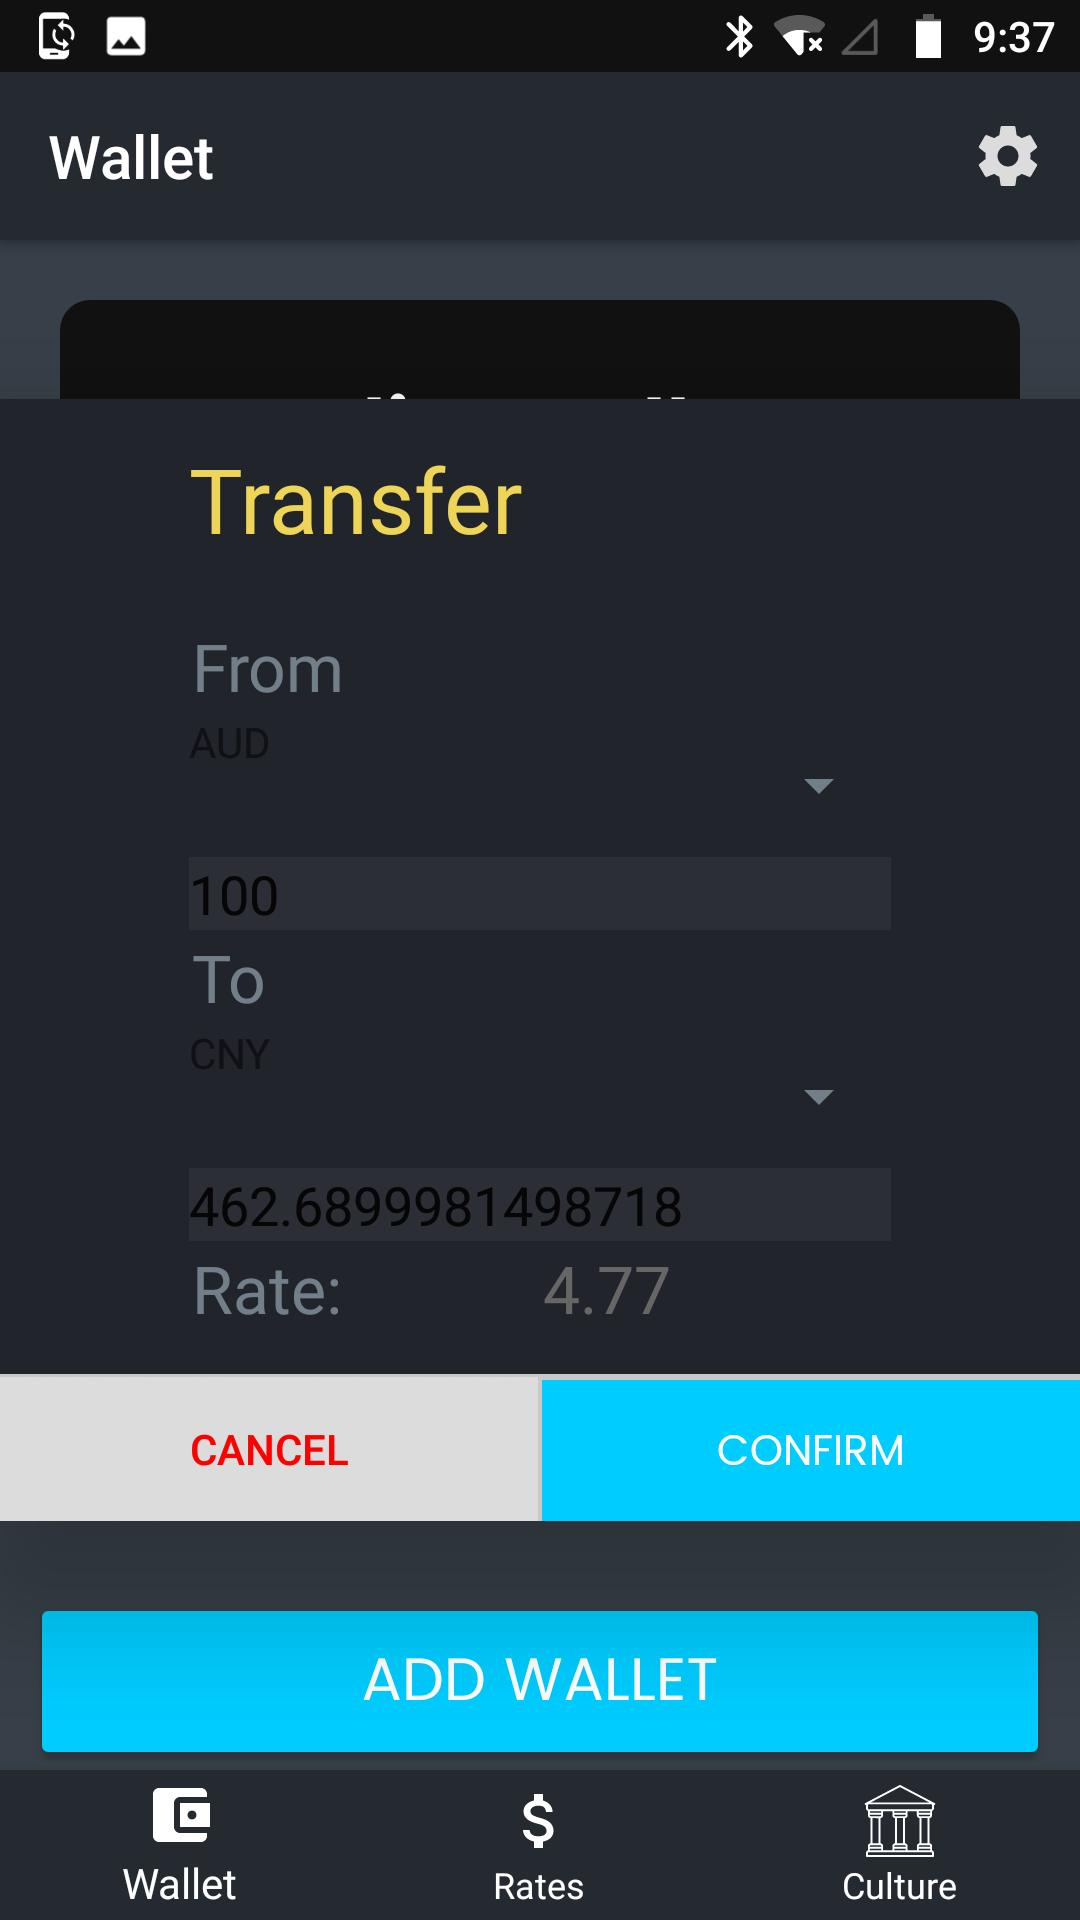 9:37
Wallet
Transfer
From
AUD
100
To
CNY
462.6899981498718
Rate: 4.77
CANCEL CONFIRM
ADD WALLET
Wallet Rates Culture